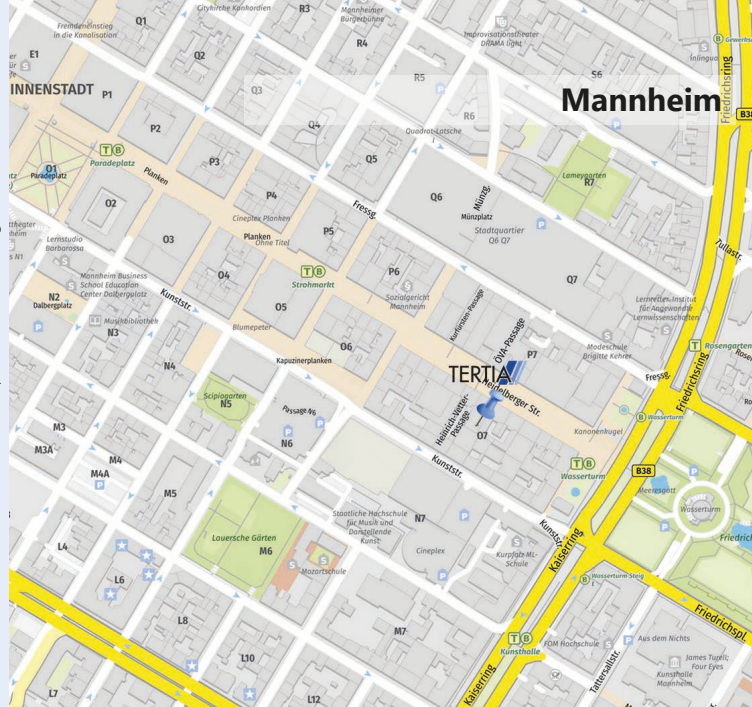 Citykirche Konkordien
R3
Mannheimer
Bürgerbühne
Fremdeneinstieg
in die Kanalisation
Q1
R4
Improvisationstheater
DRAMA light
E1
Q2
S6
INNENSTADT
P1
Q3
R5
Mannheim
Friedrichsring
B38
P2
Q4
R6
Quadrat-Latsche
Paradeplatz
P3
Q5
Lameygarten
R7
O1
Paradeplatz
Planken
P4
Q6
Münzg.
O2
Cineplex Planken
Fressg.
Münzplatz
Lernstudio
Barbarossa
O3
Planken
Ohne Titel
P5
Stadtquartier
Q6 Q7
Tullastr.
Mannheim Business
School Education
Center Dalbergplatz
O4
Strohmarkt
P6
Q7
N2
Dalbergplatz
Kunststr.
O5
Sozialgericht
Mannheim
Kurfürsten-Passage
Lernretter-Institut
für Angewandte
Lernwissenschaften
Musikbibliothek
N3
Blumepeter
O6
ÖVA-Passage
P7
Modeschule
Brigitte Kehrer
Rosengarten
N4
Kapuzinerplanken
TERTIA
Heidelberger Str.
Fressg.
Friedrichsring
Scipiogarten
N5
Passage N6
Heinrich-Vetter-
Passage
O7
Kanonenkugel
Wasserturm
M3
N6
M3A
M4
Kunststr.
Wasserturm
B38
M4A
Meeresgott
Wasserturm
M5
Lauersche Gärten
M6
Staatliche Hochschule
für Musik und
Darstellende
Kunst
N7
Kunststr.
Kaiserring
L4
Mozartschule
Cineplex
Kurpfalz-ML-
Schule
L6
Wasserturm Steig
L8
M7
Friedrichspl.
Kunsthalle
FOM Hochschule
Aus dem Nichts
L10
Tattersallstr.
James Turell;
Four Eyes
Kunsthalle
Mannheim
L7
L12
Kaiserring